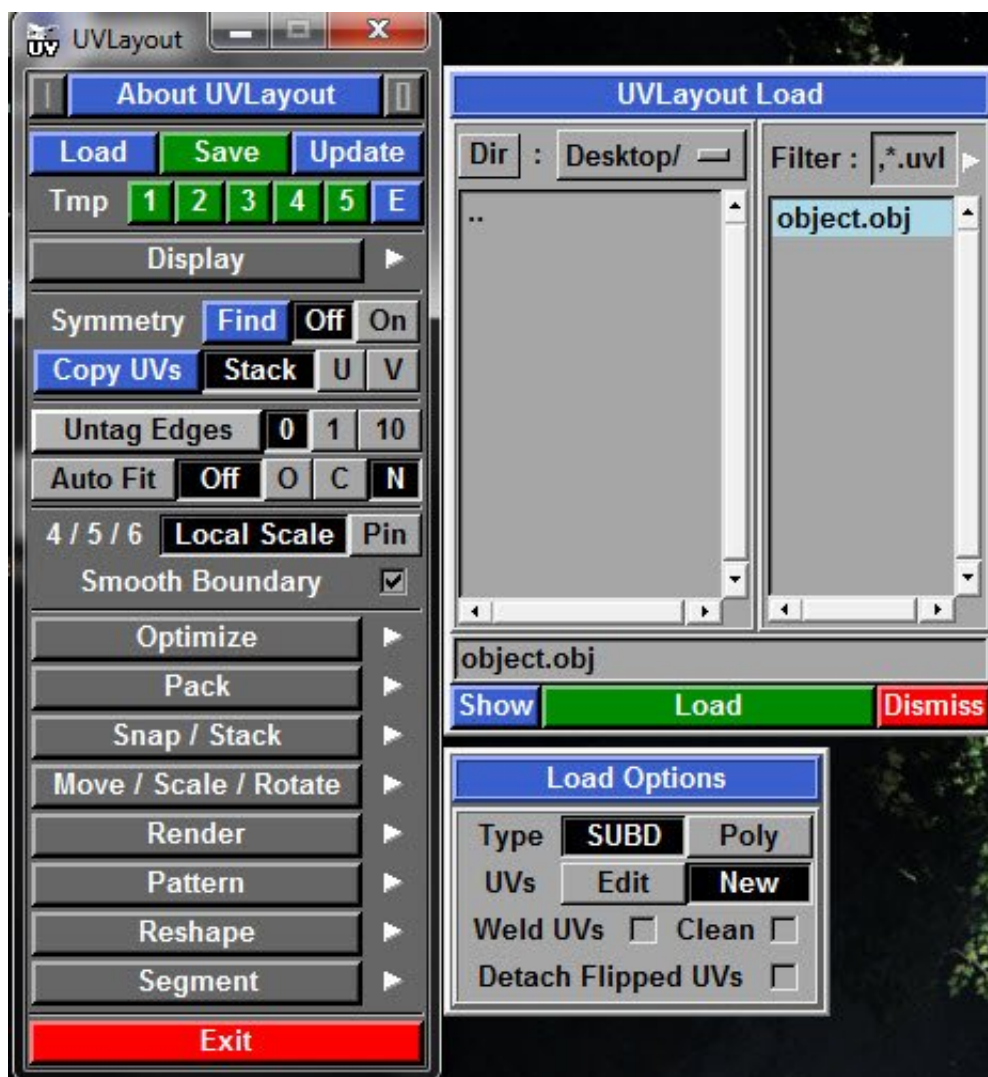 UV UVLayout
About UVLayout
Load Save Update
Tmp 1 2 3 4 5 E
Display
Symmetry Find Off On
Copy UVs Stack U V
Untag Edges 0 1 10
Auto Fit Off O C N
4 / 5 / 6 Local Scale Pin
Smooth Boundary
Optimize
Pack
Snap / Stack
Move / Scale / Rotate
Render
Pattern
Reshape
Segment
Exit
UVLayout Load
Dir : Desktop/
Filter : ,*.uvl
..
object.obj
object.obj
Show Load Dismiss
Load Options
Type SUBD Poly
UVs Edit New
Weld UVs Clean
Detach Flipped UVs